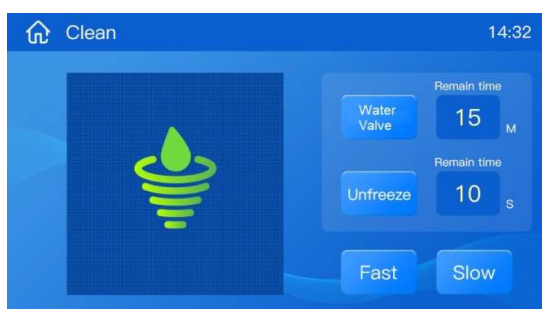 Clean
14:32
Remain time
Water
Valve
15
M
Remain time
Unfreeze
10
S
Fast
Slow